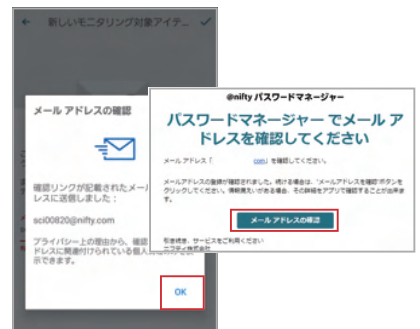 新しいモニタリング対象アイテ...
メール アドレスの確認
確認リンクが記載されたメー
レスに送信しました：
sci00820@nifty.com
プライバシー上の理由から、確認
ドレスに関連付けられている個人
示できます。
OK
@nifty パスワードマネージャー
パスワードマネージャー でメール ア
ドレスを確認してください
メール アドレス「 com」を確認してください。
メールアドレスの登録が確認されました。続ける場合は、"メールアドレスを確認"ボタンを
クリックしてください。情報漏えいがある場合、その詳細をアプリで確認することが出来ま
す。
メール アドレスの確認
引き続き、サービスをご利用ください
ニフティ株式会社